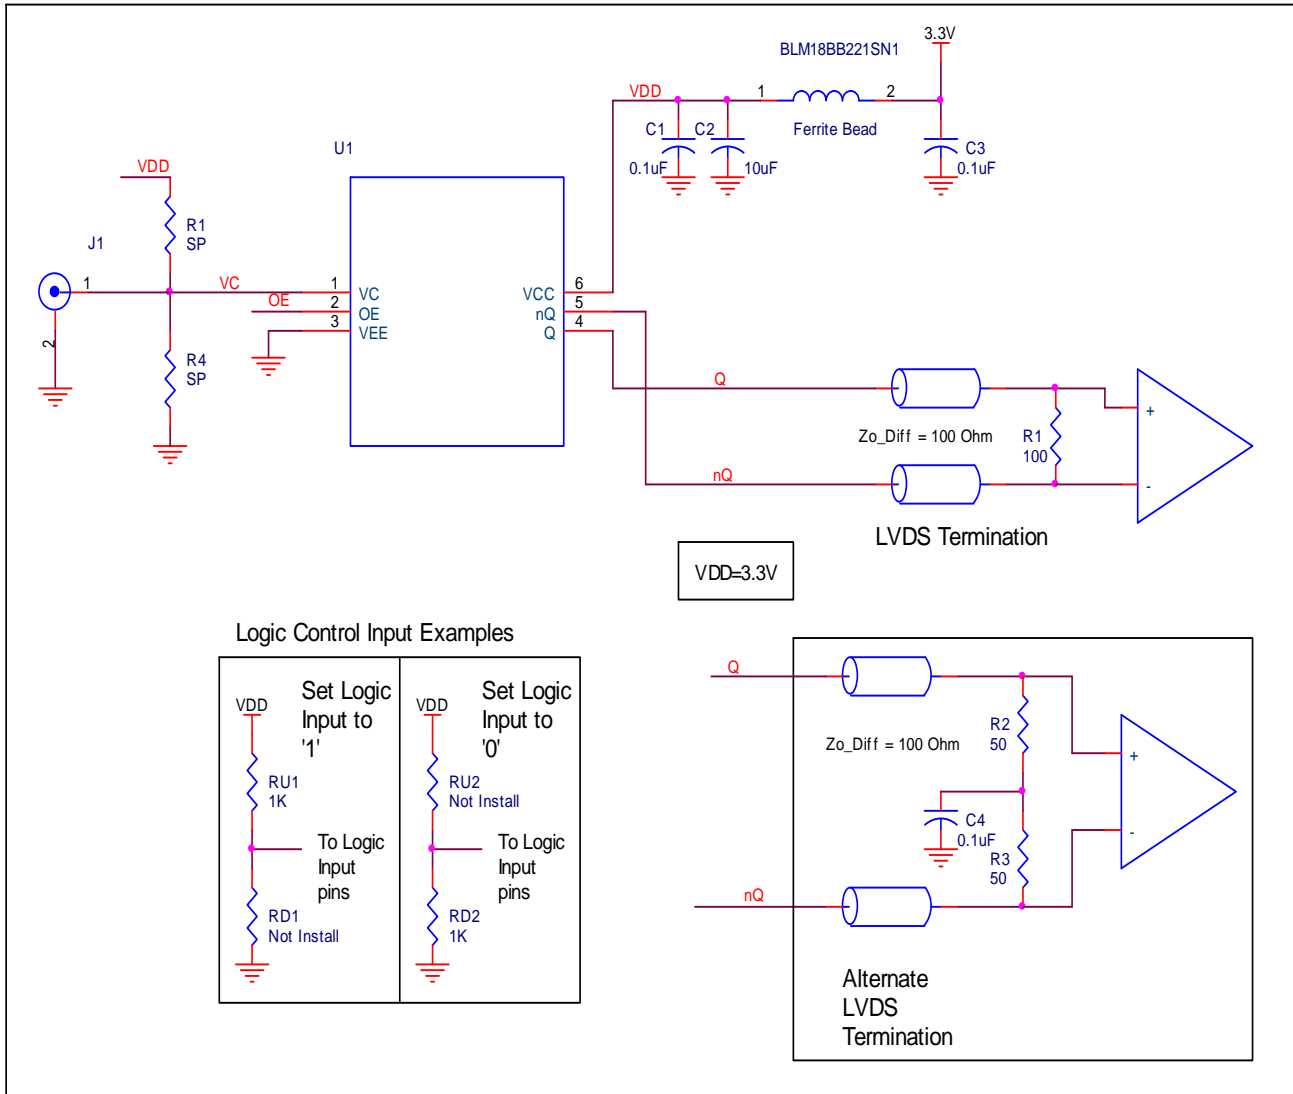 3.3V
BLM18BB221SN1
VDD
1
2
C1
C2
Ferrite Bead
C3
0.1uF
10uF
0.1uF
U1
VDD
R1
SP
J1
1
2
VC
OE
1
2
3
VC
OE
VEE
VCC
nQ
Q
6
5
4
R4
SP
Q
Zo_Diff = 100 Ohm
R1
100
+
-
nQ
LVDS Termination
VDD=3.3V
Logic Control Input Examples
VDD
Set Logic
Input to
'1'
RU1
1K
To Logic
Input
pins
RD1
Not Install
VDD
Set Logic
Input to
'0'
RU2
Not Install
To Logic
Input
pins
RD2
1K
Q
Zo_Diff = 100 Ohm
R2
50
+
-
C4
0.1uF
R3
50
nQ
Alternate
LVDS
Termination